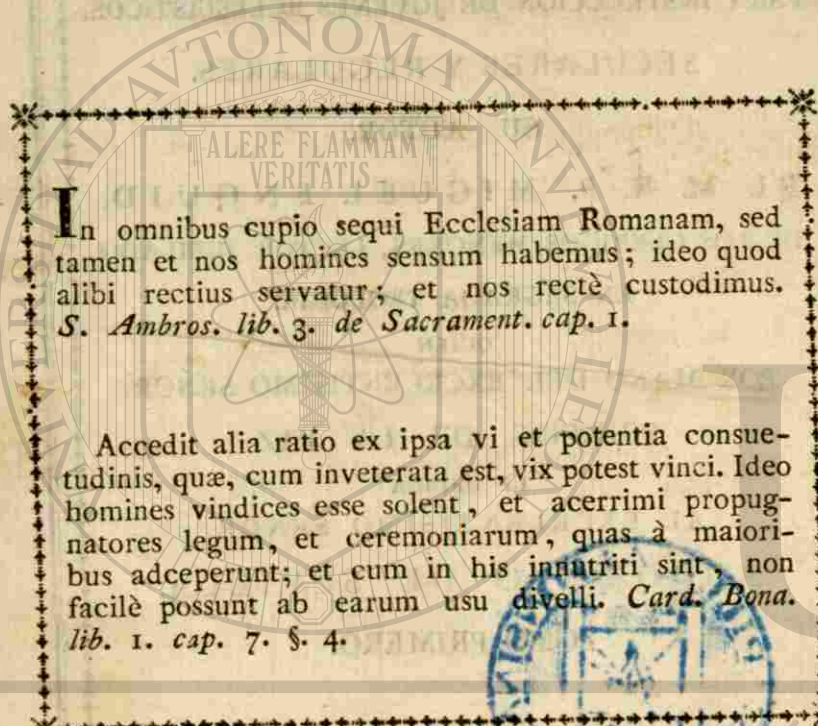 In omnibus cupio sequi Ecclesiam Romanam, sed
tamen et nos homines sensum habemus; ideo quod
alibi rectius servatur; et nos rectè custodimus.
S. Ambros. lib. 3. de Sacrament. cap. 1.
Accedit alia ratio ex ipsa vi et potentia consue-
tudinis, quæ, cum inveterata est, vix potest vinci. Ideo
homines vindices esse solent, et acerrimi propug-
natores legum, et ceremoniarum, quas à maiori-
bus adceperunt; et cum in his innutriti sint, non
facilè possunt ab earum usu divelli. Card. Bona.
lib. 1. cap. 7. §. 4.
ALERE FLAMMAM
VERITATIS